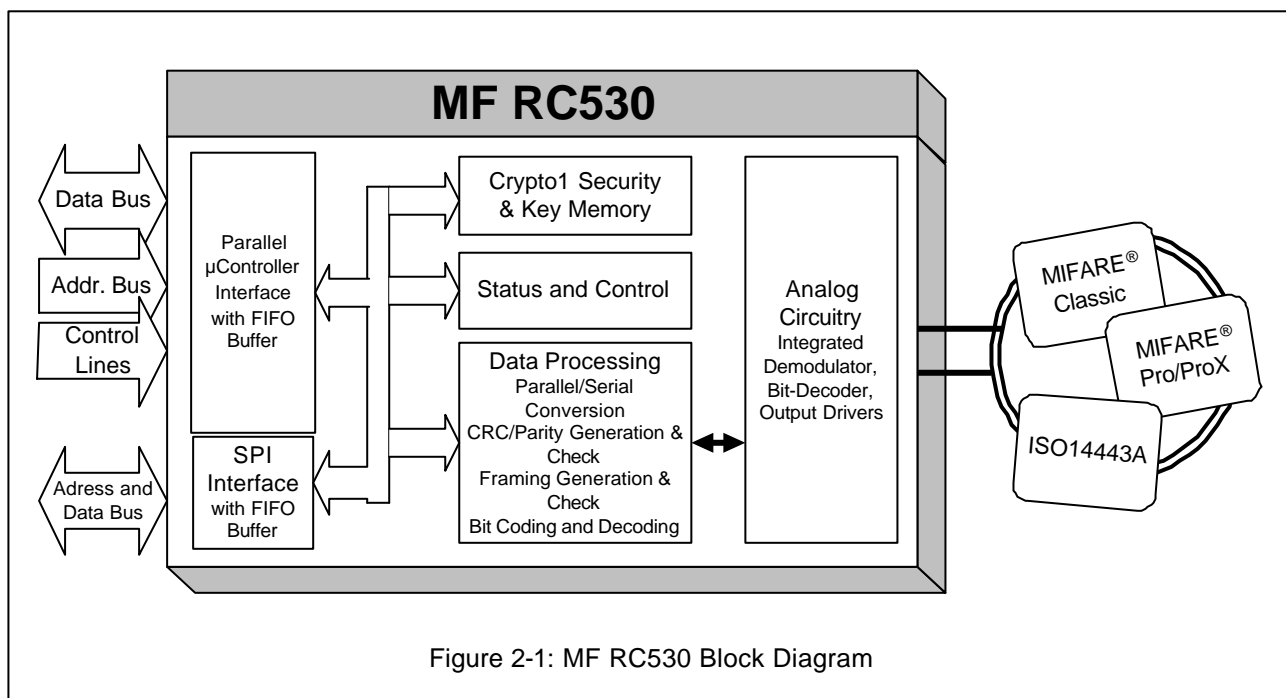 MF RC530
Data Bus
Addr. Bus
Control
Lines
Adress and
Data Bus
Parallel
µController
Interface
with FIFO
Buffer
SPI
Interface
with FIFO
Buffer
Crypto1 Security
& Key Memory
Status and Control
Data Processing
Parallel/Serial
Conversion
CRC/Parity Generation &
Check
Framing Generation &
Check
Bit Coding and Decoding
Analog
Circuitry
Integrated
Demodulator,
Bit-Decoder,
Output Drivers
MIFARE®
Classic
MIFARE®
Pro/ProX
ISO14443A
Figure 2-1: MF RC530 Block Diagram